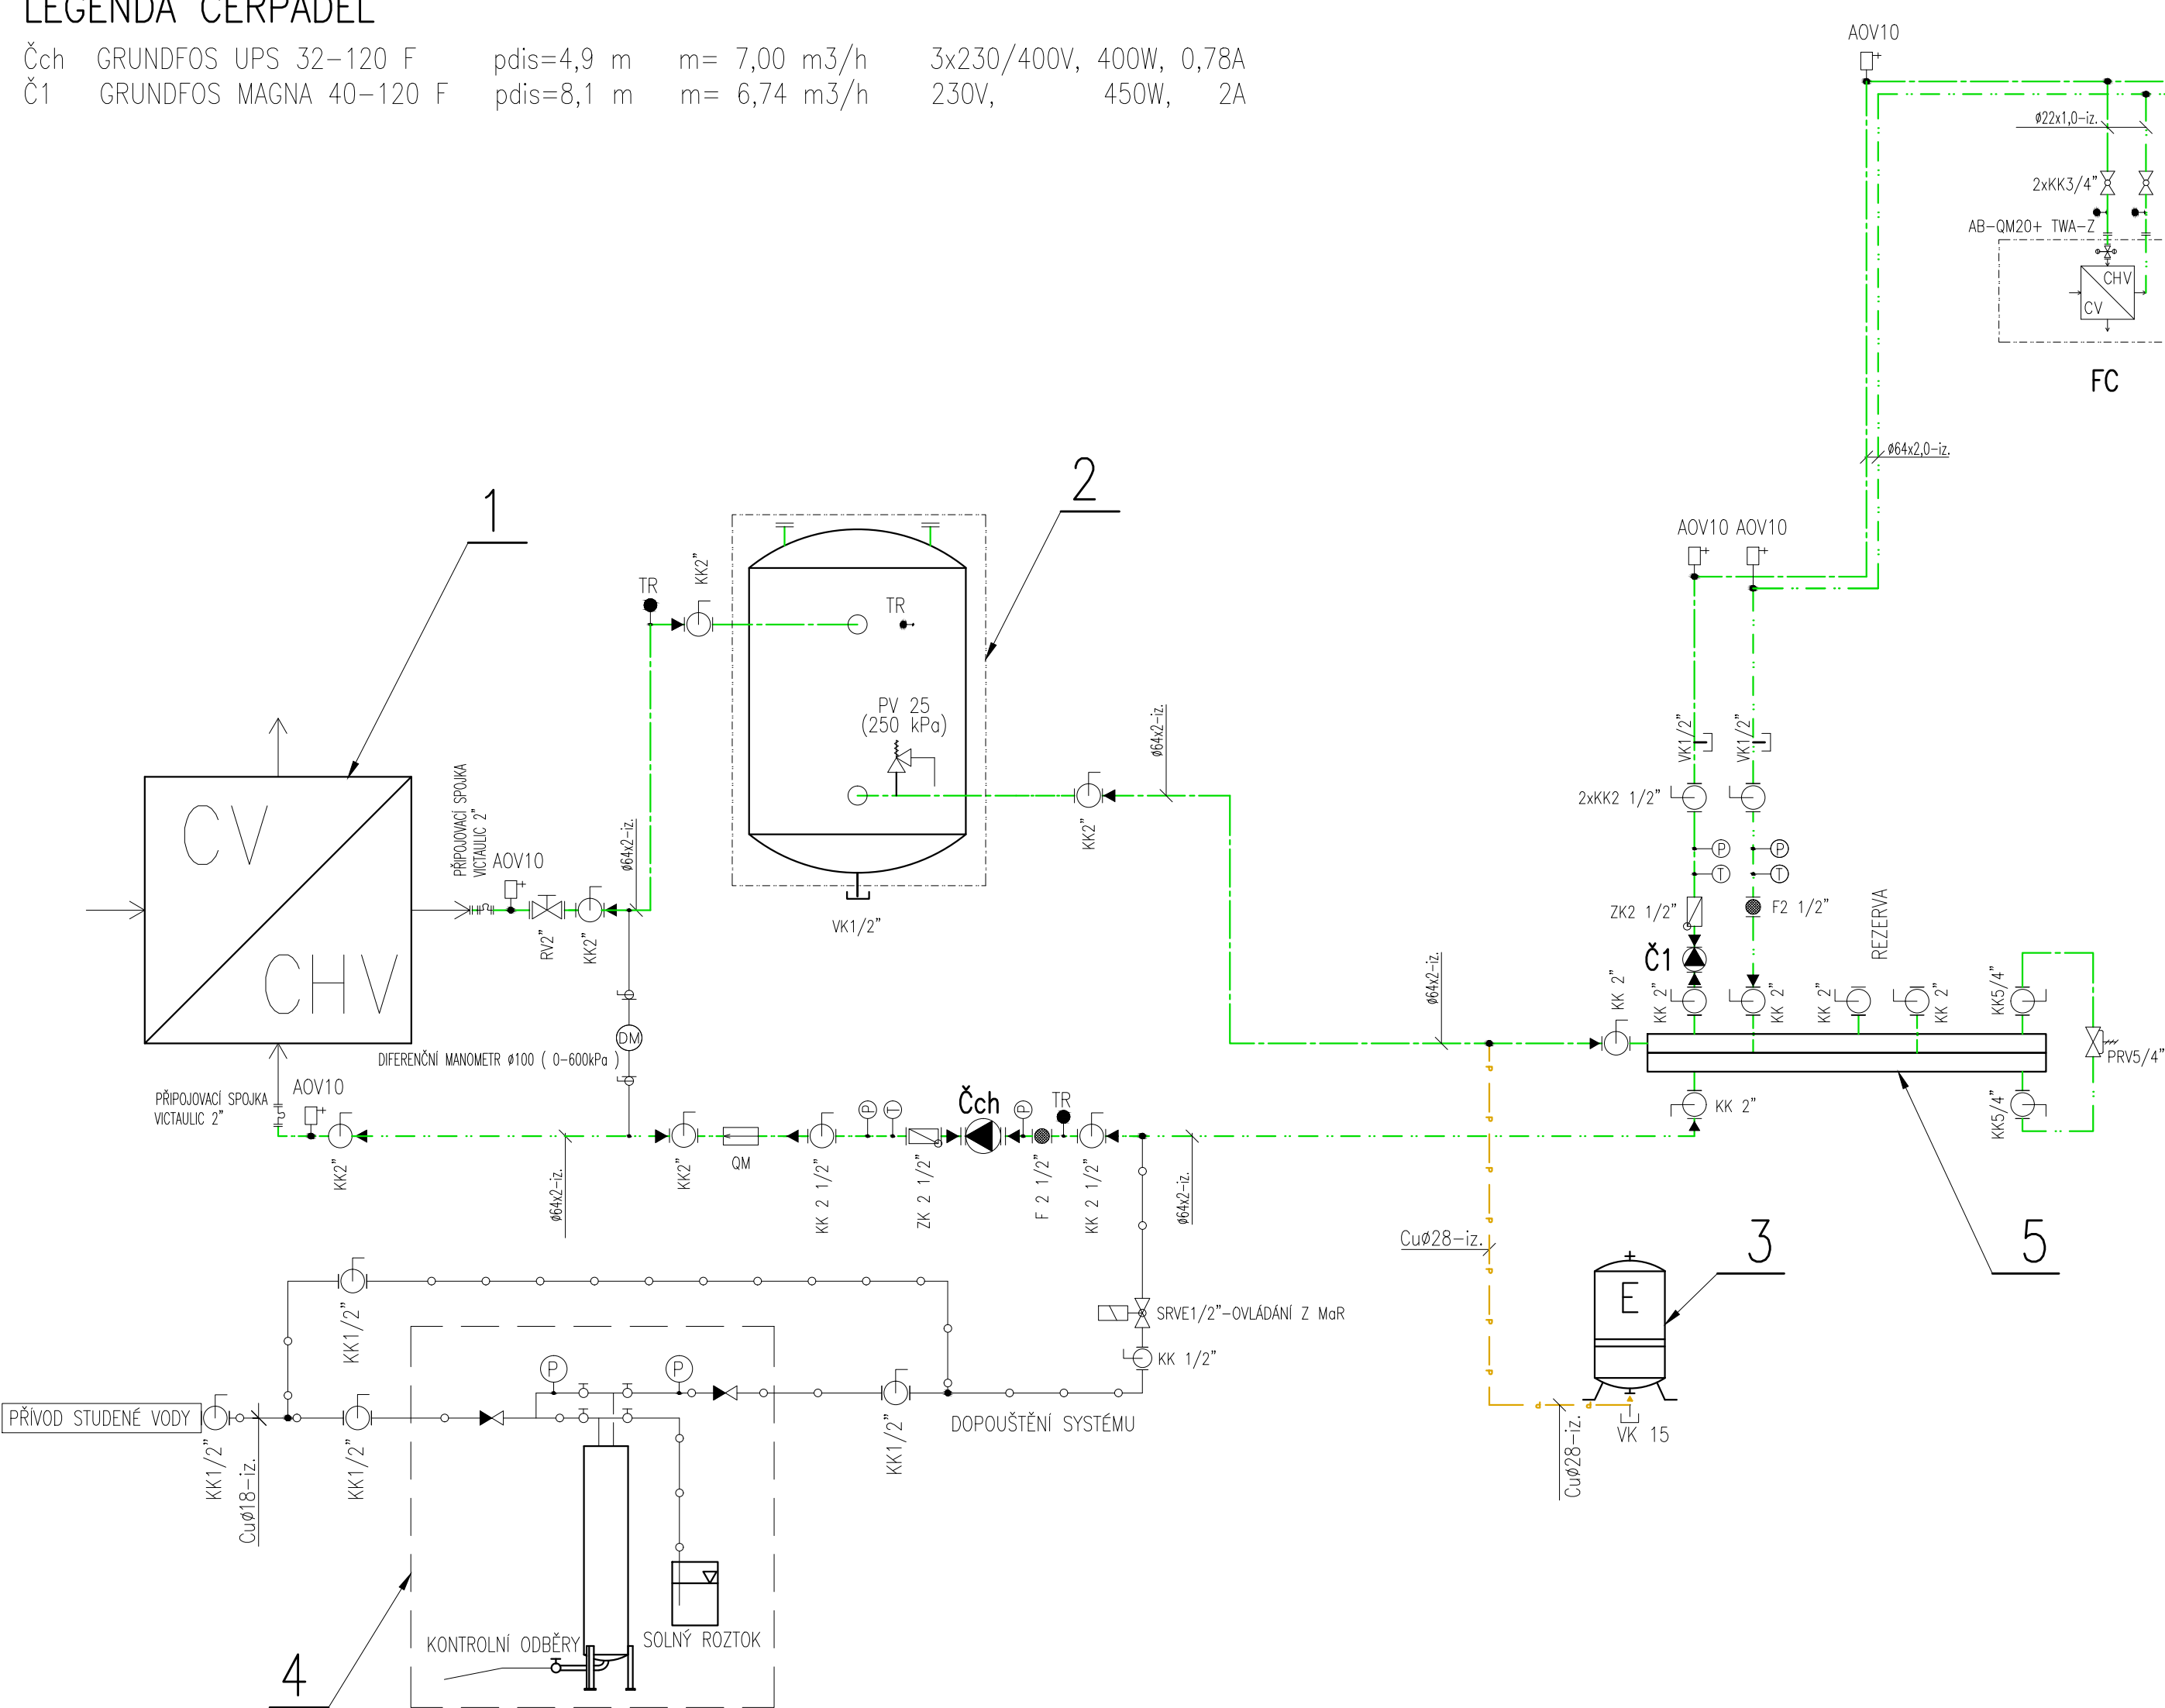 LEGENDA ČERPADEL
Čch GRUNDFOS UPS 32-120 F pdis=4,9 m m= 7,00 m3/h 3x230/400V, 400W, 0,78A
Č1 GRUNDFOS MAGNA 40-120 F pdis=8,1 m m= 6,74 m3/h 230V, 450W, 2A
AOV10
ø22x1,0-iz.
2xKK3/4"
AB-QM20+ TWA-Z
CHV
CV
FC
ø64x2,0-iz.
1
2
AOV10 AOV10
TR
KK2"
TR
PV 25
(250 kPa)
ø64x2-iz.
KK2"
VK1/2"
VK1/2"
VK1/2"
2xKK2 1/2"
P
P
T
T
ZK2 1/2"
F2 1/2"
REZERVA
Č1
CV
CHV
PŘIPOJOVACÍ SPOJKA
VICTAULIC 2"
AOV10
RV2"
KK2"
ø64x2-iz.
DM
DIFERENČNÍ MANOMETR ø100 ( 0-600kPa )
ø64x2-iz.
KK 2"
KK 2"
KK 2"
KK 2"
KK 2"
KK5/4"
PRV5/4"
KK5/4"
KK 2"
PŘIPOJOVACÍ SPOJKA
VICTAULIC 2"
AOV10
KK2"
ø64x2-iz.
KK2"
QM
KK 2 1/2"
P
T
ZK 2 1/2"
Čch
P
TR
F 2 1/2"
KK 2 1/2"
ø64x2-iz.
Cuø28-iz.
3
5
E
KK1/2"
SRVE1/2"-OVLÁDÁNÍ Z MaR
KK 1/2"
P
P
PŘÍVOD STUDENÉ VODY
KK1/2"
Cuø18-iz.
KK1/2"
KK1/2"
DOPOUŠTĚNÍ SYSTÉMU
VK 15
Cuø28-iz.
KONTROLNÍ ODBĚRY
SOLNÝ ROZTOK
4